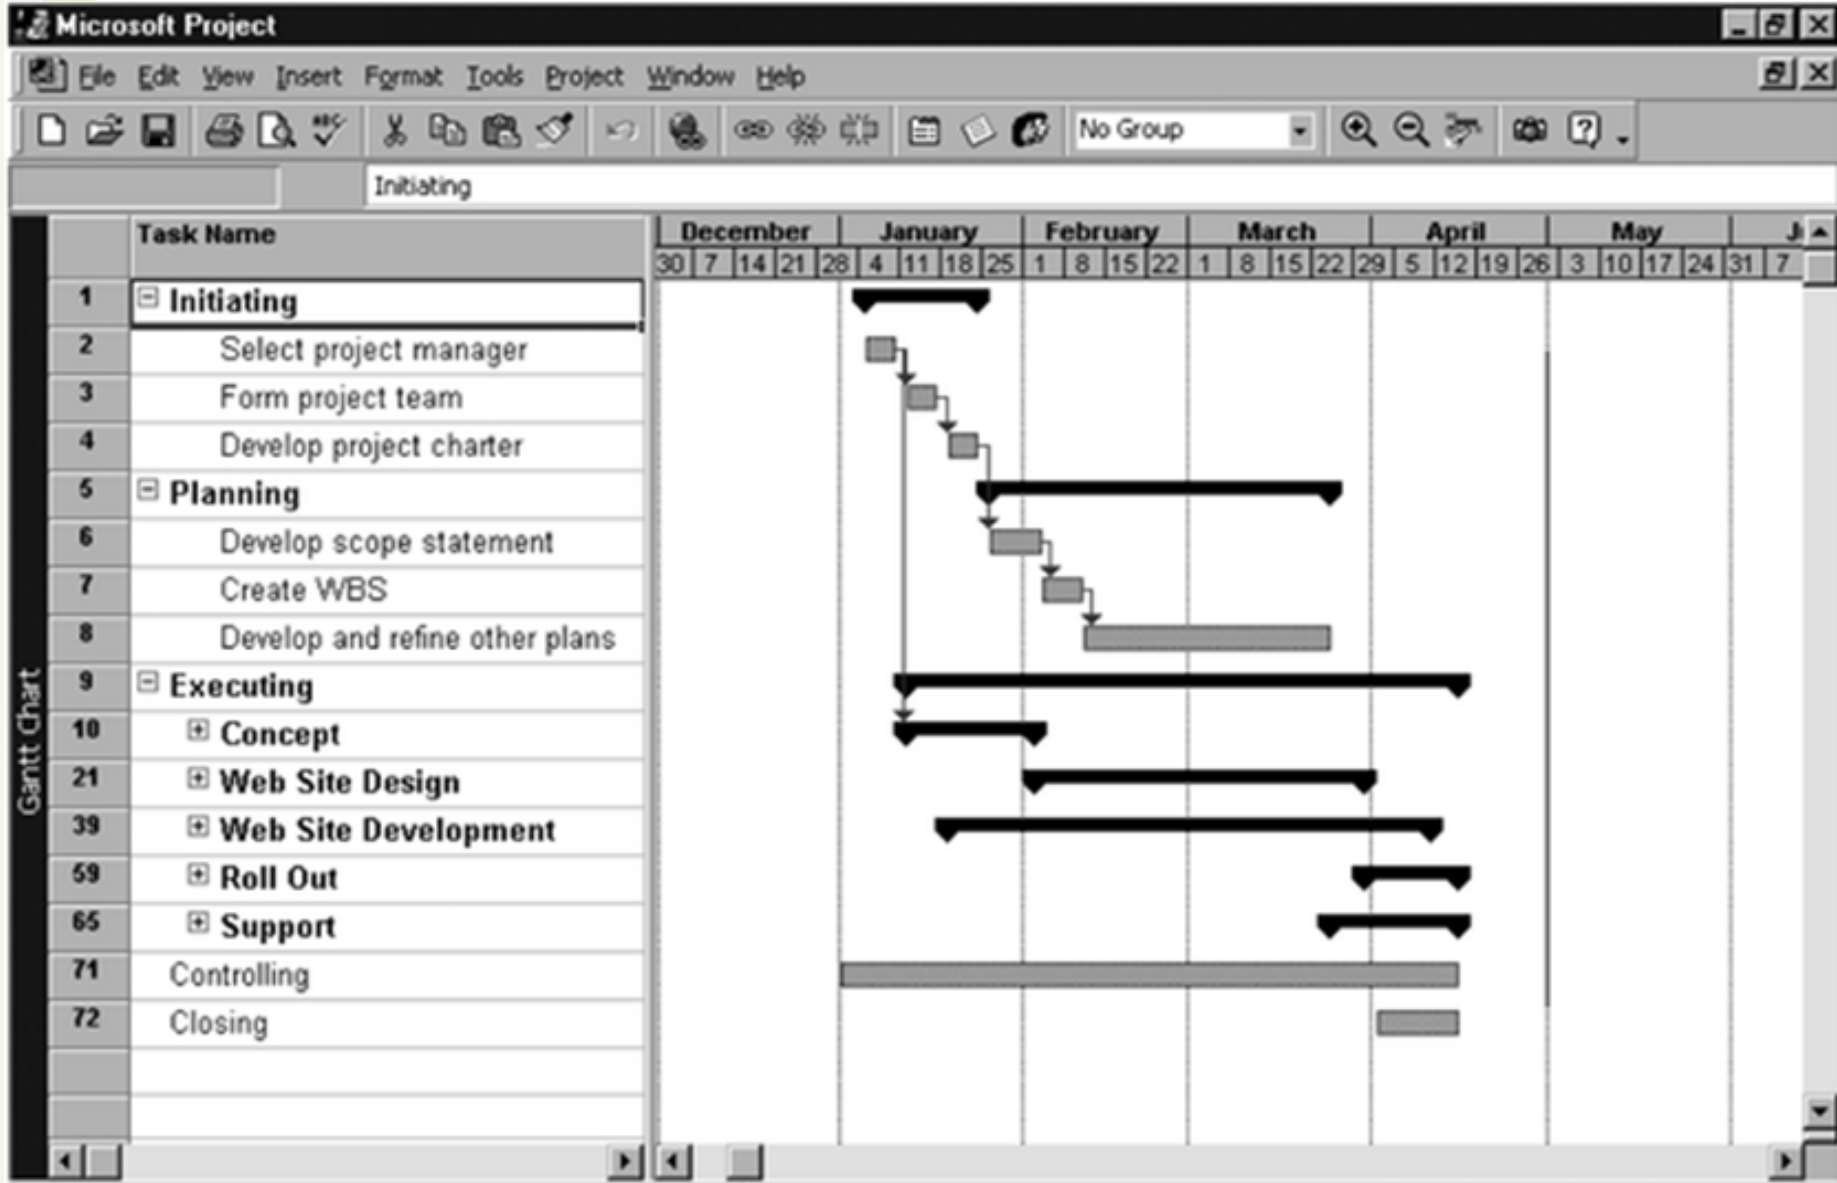 Microsoft Project
File Edit View Insert Format Tools Project Window Help
ABC No Group ?
Initiating
Task Name December January February March April May
30 7 14 21 28 4 11 18 25 1 8 15 22 1 8 15 22 29 5 12 19 26 3 10 17 24 31 7
1 Initiating
2 Select project manager
3 Form project team
4 Develop project charter
5 Planning
6 Develop scope statement
7 Create WBS
8 Develop and refine other plans
9 Executing
10 Concept
21 Web Site Design
39 Web Site Development
59 Roll Out
65 Support
71 Controlling
72 Closing
Gantt Chart